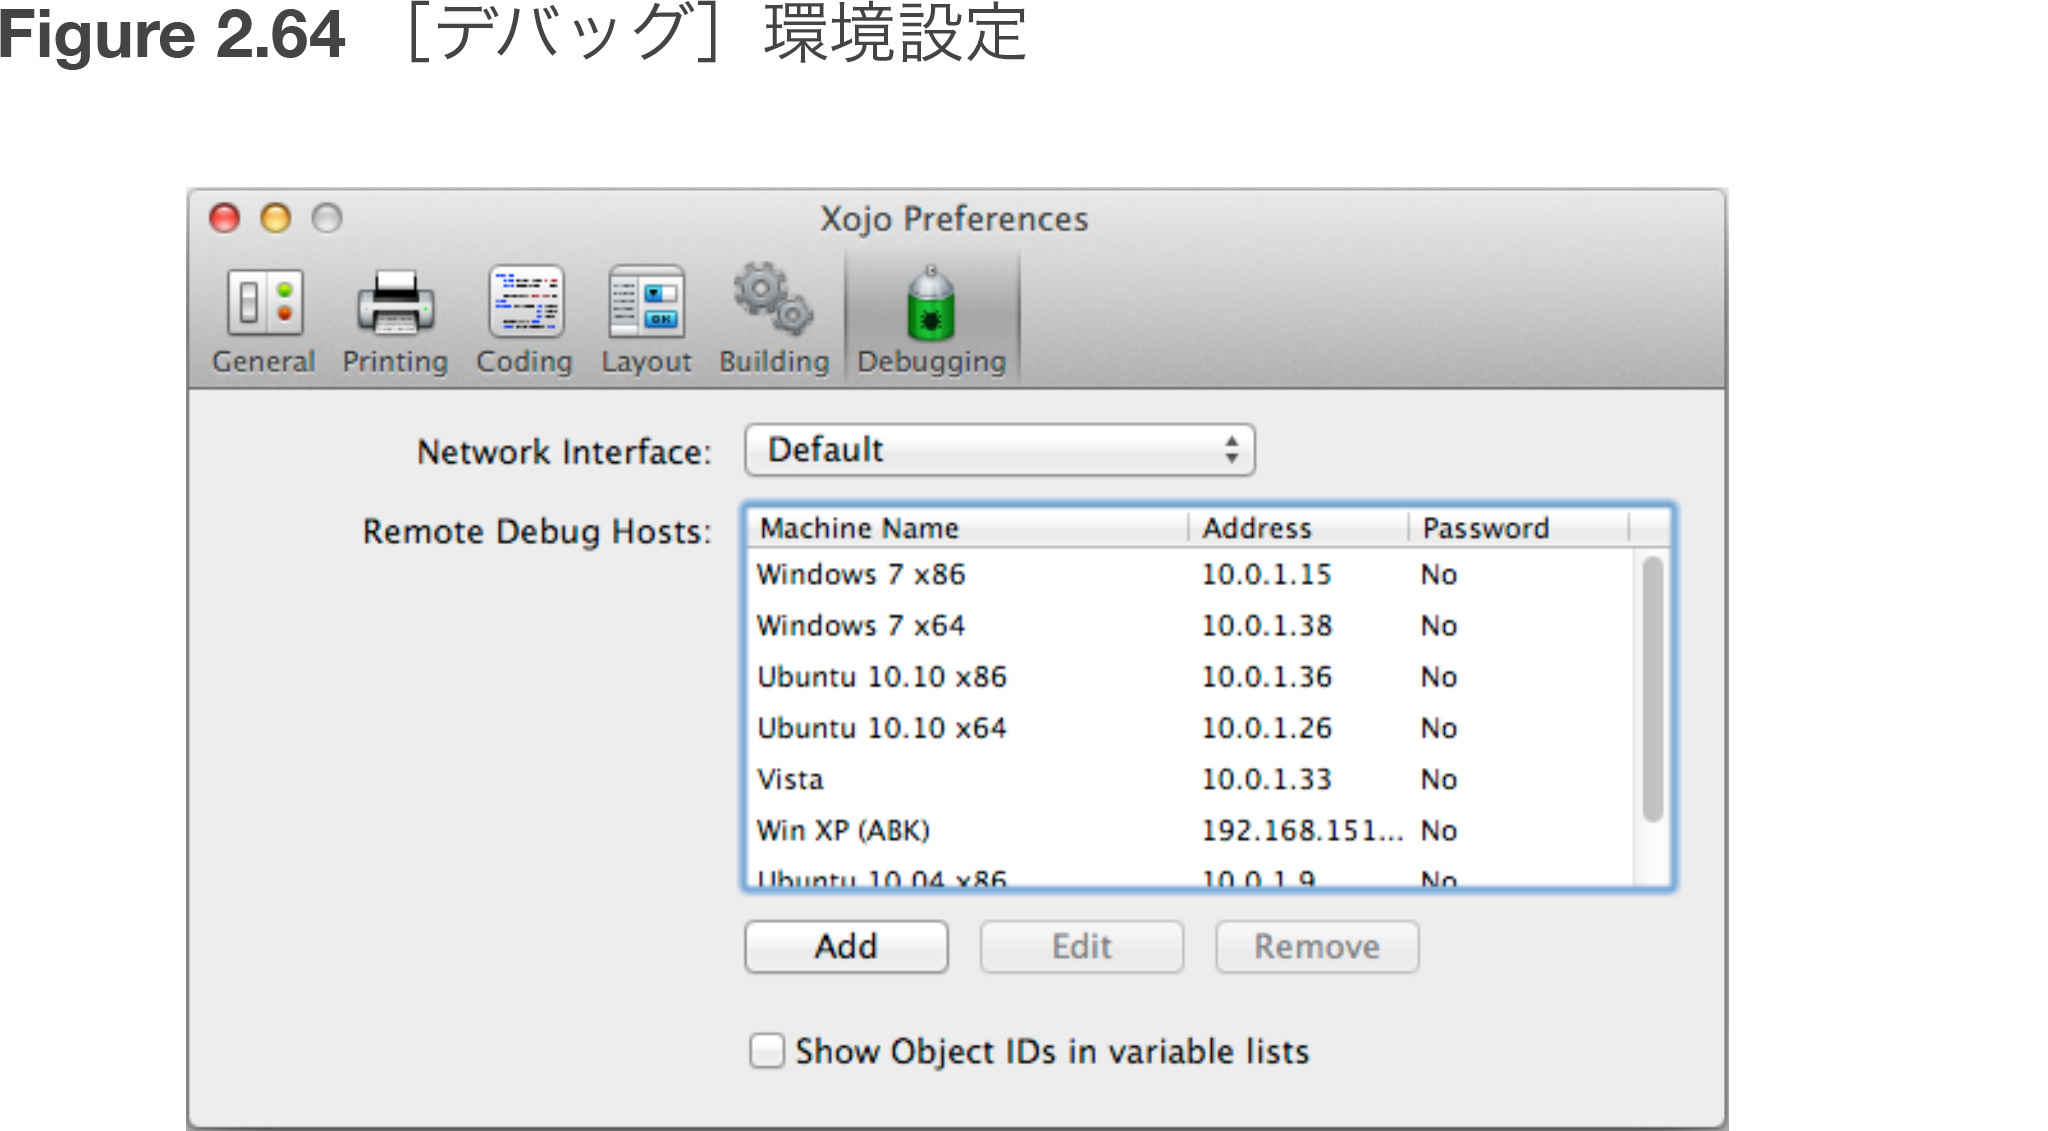 Figure 2.64 ［デバッグ］環境設定
Xojo Preferences
General Printing Coding Layout Building Debugging
Network Interface: Default
Remote Debug Hosts: Machine Name Address Password
Windows 7 x86 10.0.1.15 No
Windows 7 x64 10.0.1.38 No
Ubuntu 10.10 x86 10.0.1.36 No
Ubuntu 10.10 x64 10.0.1.26 No
Vista 10.0.1.33 No
Win XP (ABK) 192.168.151... No
Ubuntu 10.04 x86 10.0.1.9 No
Add Edit Remove
Show Object IDs in variable lists